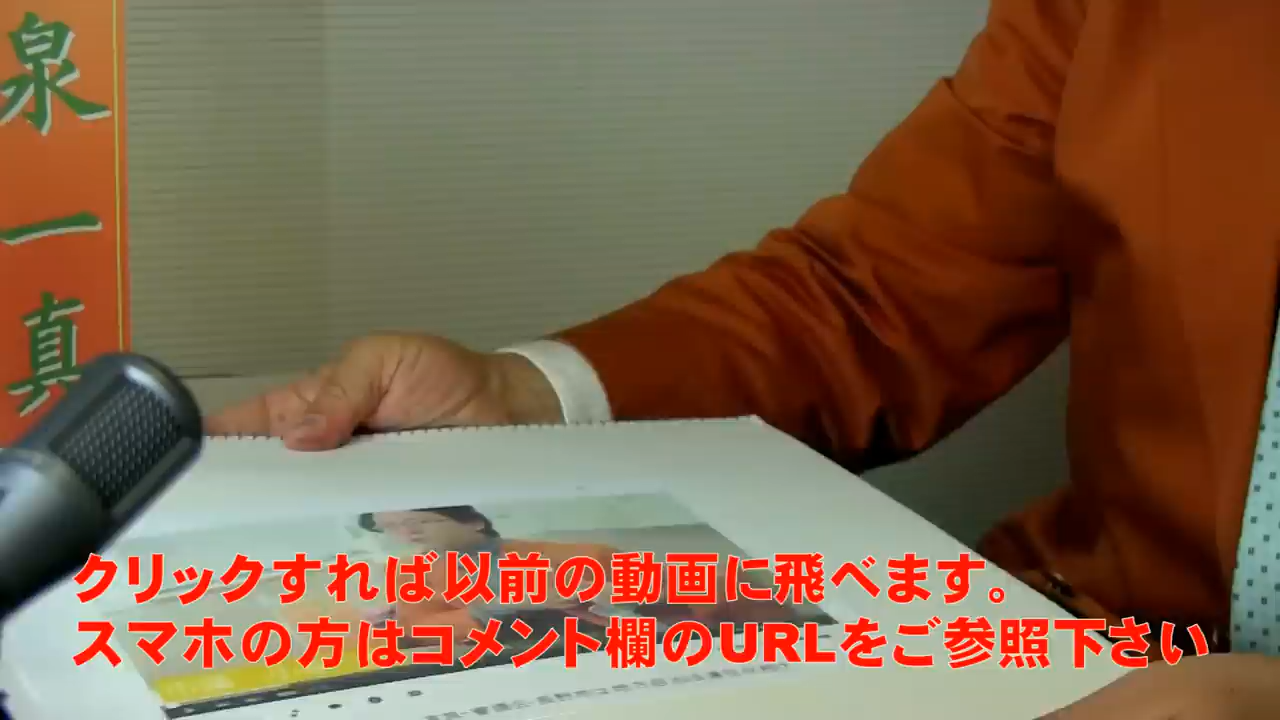 泉一真
クリックすれば以前の動画に飛べます。
スマホの方はコメント欄のURLをご参照下さい